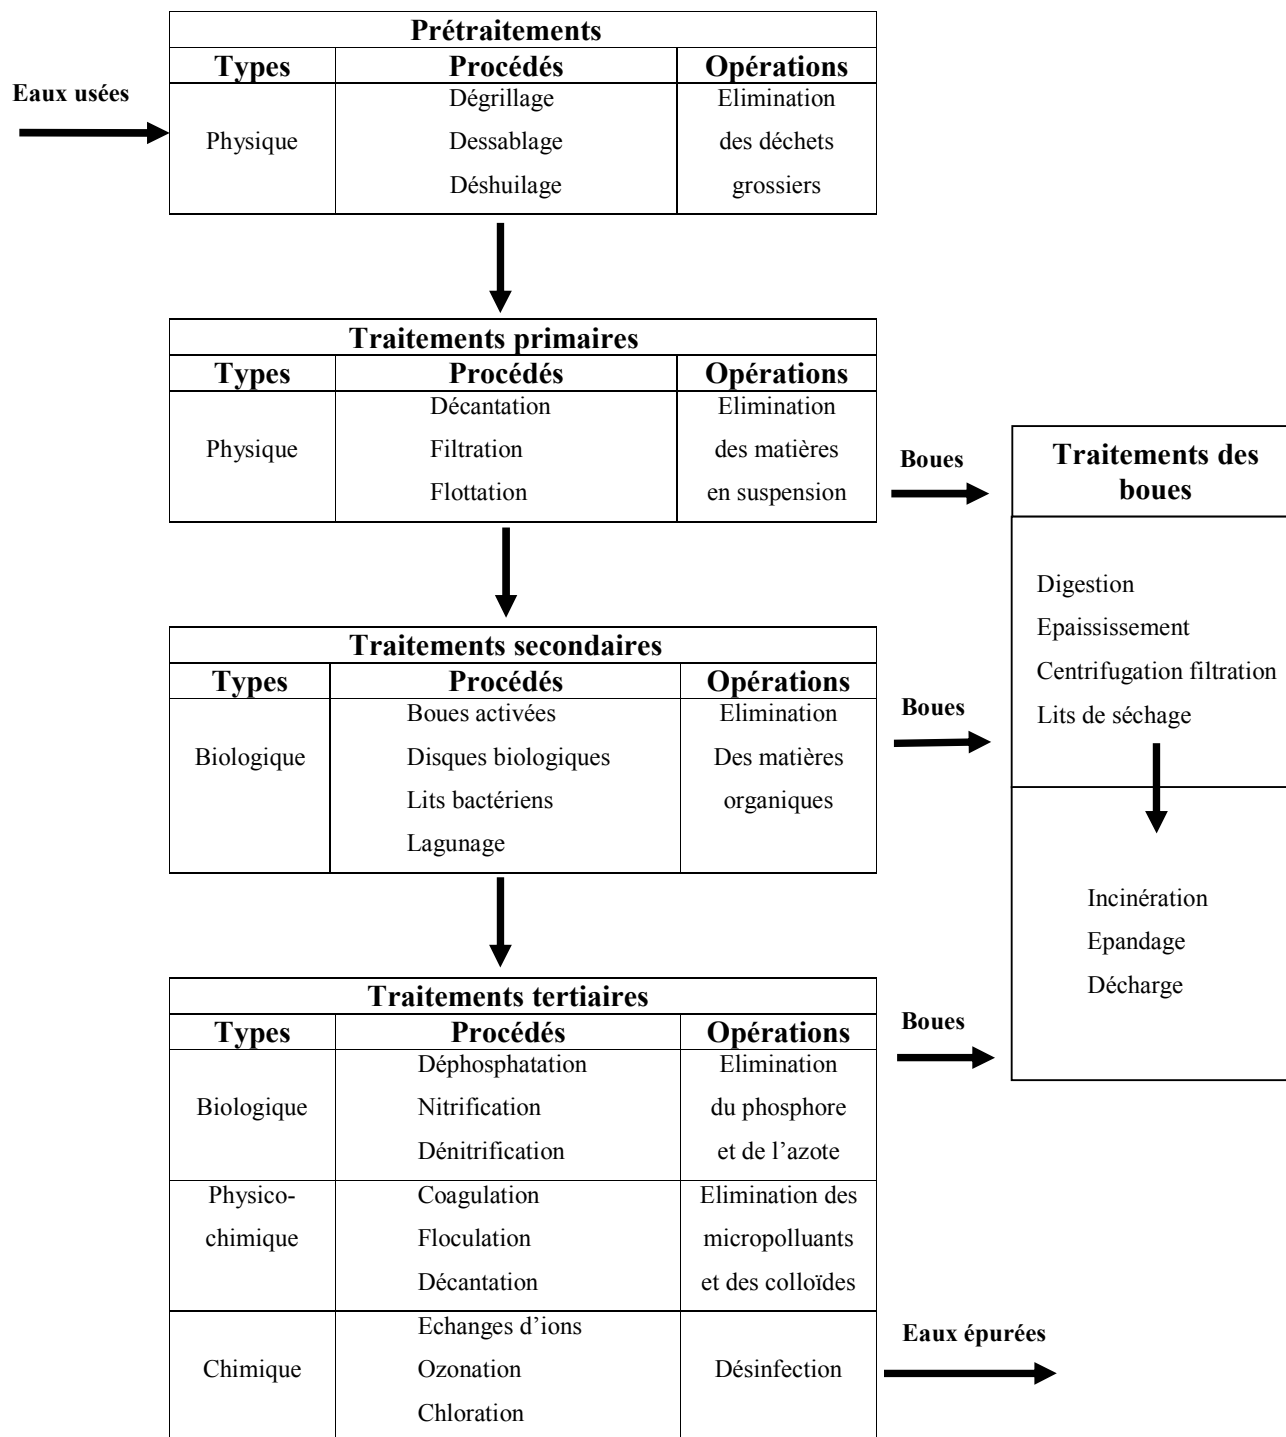 Prétraitements
Types Procédés Opérations
Eaux usées
Dégrillage Elimination
Physique Dessablage des déchets
Déshuilage grossiers
Traitements primaires
Types Procédés Opérations
Décantation Elimination
Physique Filtration des matières
Flottation en suspension
Boues
Traitements des
boues
Digestion
Epaississement
Centrifugation filtration
Lits de séchage
Incinération
Epandage
Décharge
Traitements secondaires
Types Procédés Opérations
Boues activées Elimination
Biologique Disques biologiques Des matières
Lits bactériens organiques
Lagunage
Boues
Traitements tertiaires
Types Procédés Opérations
Déphosphatation Elimination
Biologique Nitrification du phosphore
Dénitrification et de l’azote
Boues
Physico- Coagulation Elimination des
chimique Floculation micropolluants
Décantation et des colloïdes
Echanges d’ions
Chimique Ozonation Désinfection
Chloration
Eaux épurées